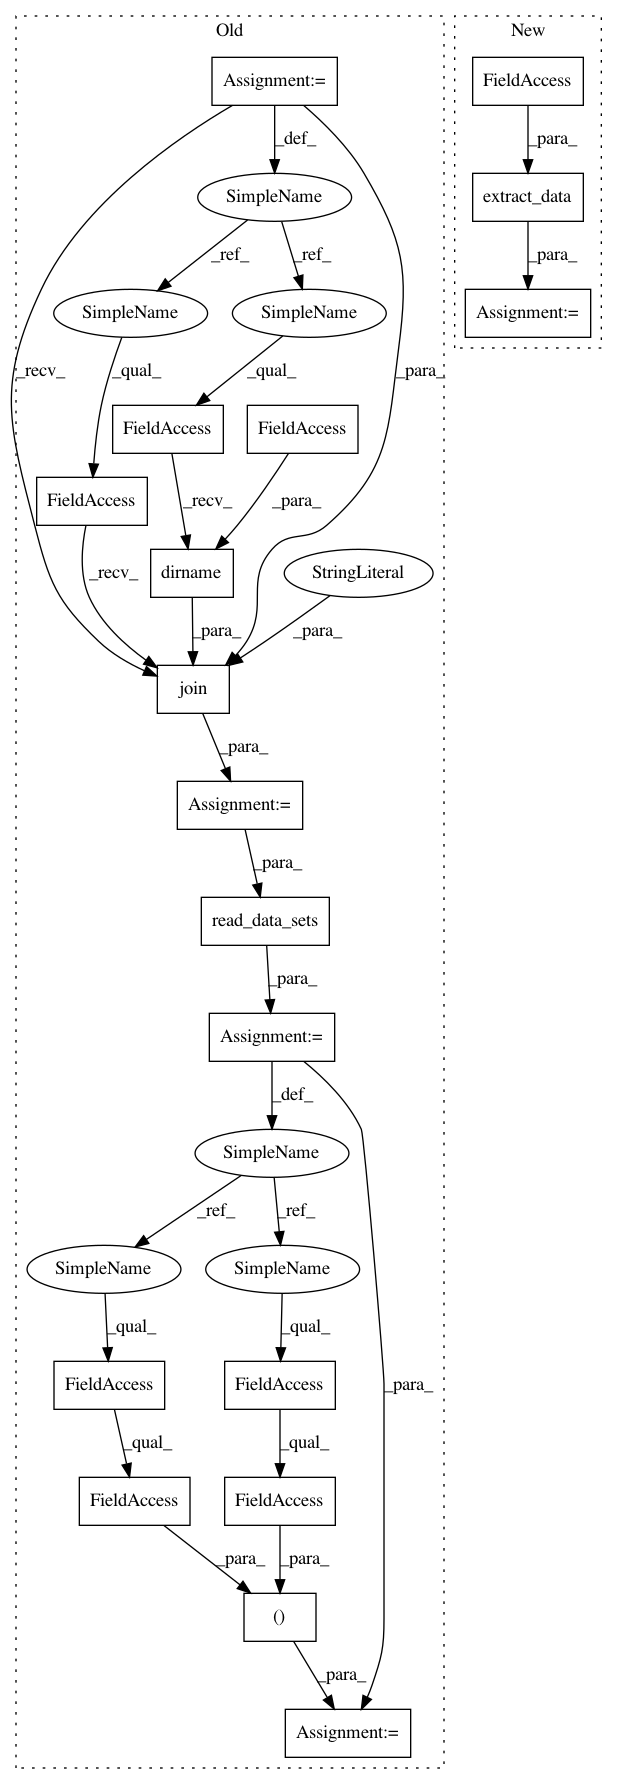 Old
New
Assignment:=
FieldAccess
_def_
_para_
SimpleName
extract_data
_ref_
_ref_
_para_
SimpleName
SimpleName
Assignment:=
_recv_
_qual_
_qual_
_para_
FieldAccess
FieldAccess
FieldAccess
_recv_
_para_
_recv_
dirname
StringLiteral
_para_
_para_
join
_para_
Assignment:=
_para_
read_data_sets
_para_
Assignment:=
_def_
SimpleName
_ref_
_ref_
SimpleName
SimpleName
_qual_
_qual_
FieldAccess
FieldAccess
_para_
_qual_
_qual_
FieldAccess
FieldAccess
_para_
_para_
()
_para_
Assignment:=